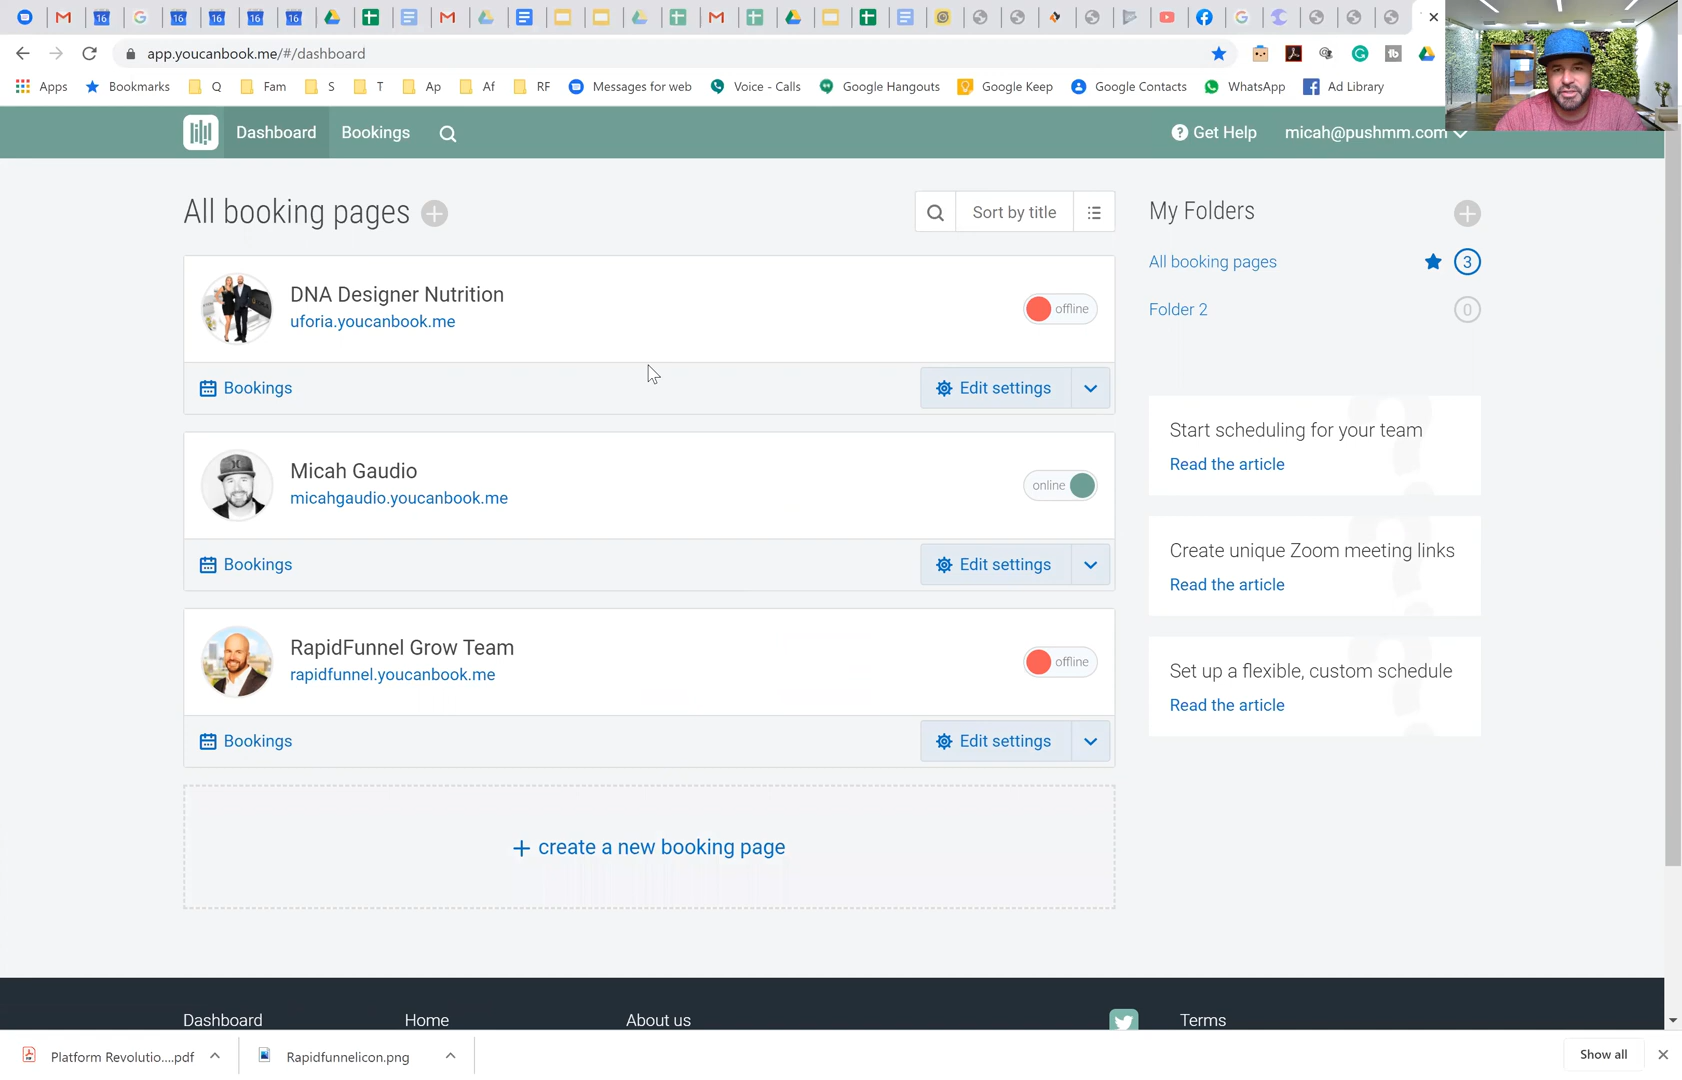 16
16
16
16
16
app.youcanbook.me/#/dashboard
Apps
Bookmarks
Q
Fam
S
T
Ap
Af
RF
Messages for web
Voice - Calls
Google Hangouts
Google Keep
Google Contacts
WhatsApp
Ad Library
Dashboard
Bookings
Get Help
micah@pushmm.com
All booking pages
Sort by title
My Folders
All booking pages
3
Folder 2
0
DNA Designer Nutrition
uforia.youcanbook.me
offline
Bookings
Edit settings
Micah Gaudio
micahgaudio.youcanbook.me
online
Bookings
Edit settings
RapidFunnel Grow Team
rapidfunnel.youcanbook.me
offline
Bookings
Edit settings
+ create a new booking page
Start scheduling for your team
Read the article
Create unique Zoom meeting links
Read the article
Set up a flexible, custom schedule
Read the article
Dashboard
Home
About us
Terms
Platform Revolutio....pdf
Rapidfunnelicon.png
Show all